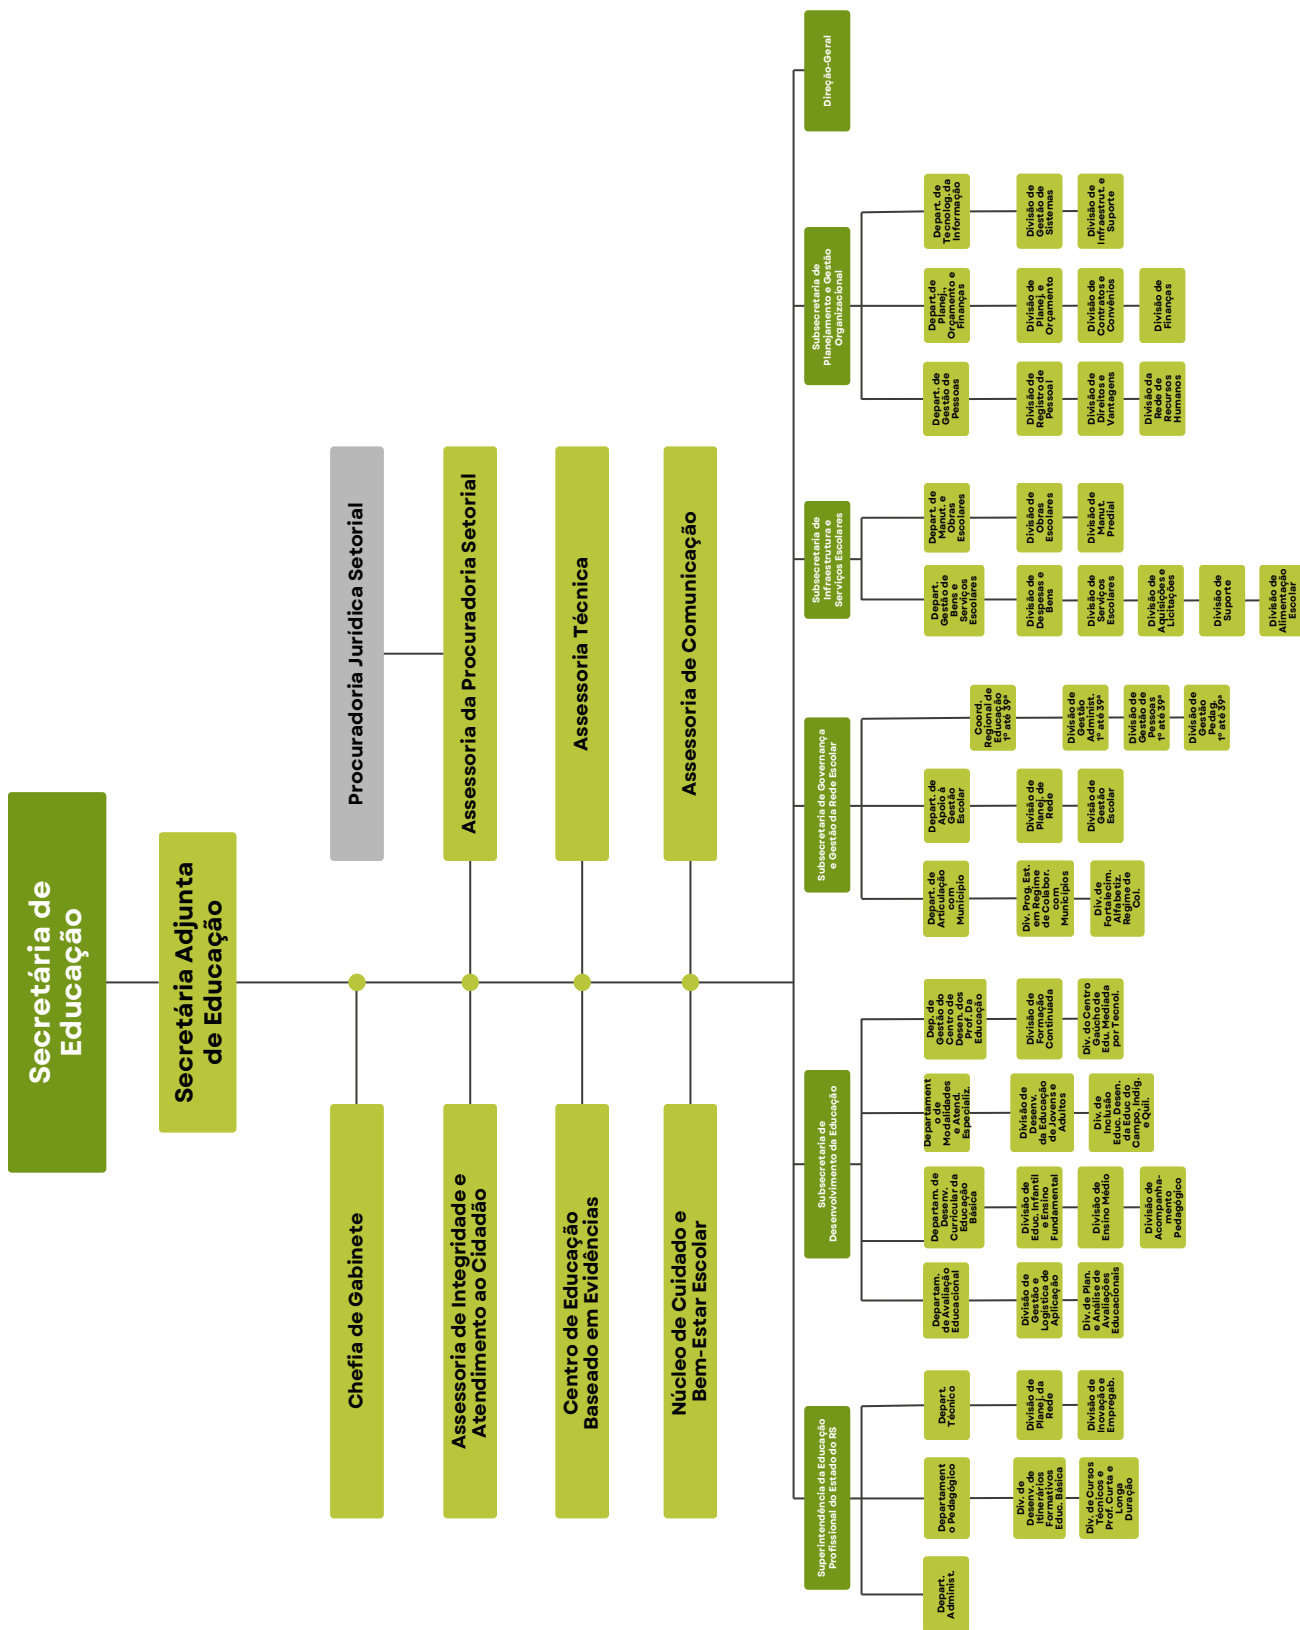 Secretária de
Educação
Secretária Adjunta
de Educação
Chefia de Gabinete
Procuradoria Jurídica Setorial
Assessoria de Integridade e
Atendimento ao Cidadão
Assessoria da Procuradoria Setorial
Centro de Educação
Baseado em Evidências
Assessoria Técnica
Núcleo de Cuidado e
Bem-Estar Escolar
Assessoria de Comunicação
Superintendência da Educação
Profissional do Estado do RS
Depart.
Administ.
Departament
o Pedagógico
Div. de
Desenv. de
Itinerários
Formativos
Educ. Básica
Div. de Cursos
Técnicos e
Prof. Curta e
Longa
Duração
Depart.
Técnico
Divisão de
Planej. da
Rede
Divisão de
Inovação e
Empregab.
Subsecretaria de
Desenvolvimento da Educação
Departam.
de Avaliação
Educacional
Divisão de
Gestão e
Logística de
Aplicação
Div. de Plan.
e Análise de
Avaliações
Educacionais
Departam. de
Desenv.
Curricular da
Educação
Básica
Divisão de
Educ. Infantil
e Ensino
Fundamental
Divisão de
Ensino Médio
Divisão de
Acompanha-
mento
Pedagógico
Departament
o de
Modalidades
e Atend.
Especializ.
Divisão de
Desenv.
da Educação
de Jovens e
Adultos
Div. de
Inclusão
Educ. Desen.
da Educ do
Campo, Indig.
e Quil.
Dep. de
Gestão do
Centro de
Desen. dos
Prof. Da
Educação
Divisão de
Formação
Continuada
Div. do Centro
Gaúcho de
Edu. Mediada
por Tecnol.
Subsecretaria de Governança
e Gestão da Rede Escolar
Depart. de
Articulação
com
Município
Div. Prog. Est.
em Regime
de Colabor.
com
Municípios
Div. de
Fortalecim.
Alfabetiz.
Regime de
Col.
Depart. de
Apoio à
Gestão
Escolar
Divisão de
Planej. de
Rede
Divisão de
Gestão
Escolar
Coord.
Regional de
Educação
1º até 39ª
Divisão de
Gestão
Administ.
1º até 39ª
Divisão de
Gestão de
Pessoas
1º até 39ª
Divisão de
Gestão
Pedag.
1º até 39ª
Subsecretaria de
Infraestrutura e
Serviços Escolares
Depart.
Gestão de
Bens e
Serviços
Escolares
Divisão de
Despesas e
Bens
Divisão de
Serviços
Escolares
Divisão de
Aquisições e
Licitações
Divisão de
Suporte
Divisão de
Alimentação
Escolar
Depart. de
Manut. e
Obras
Escolares
Divisão de
Obras
Escolares
Divisão de
Manut.
Predial
Subsecretaria de
Planejamento e Gestão
Organizacional
Depart. de
Gestão de
Pessoas
Divisão de
Registro de
Pessoal
Divisão de
Direitos e
Vantagens
Divisão da
Rede de
Recursos
Humanos
Depart.de
Planej.,
Orçamento e
Finanças
Divisão de
Planej. e
Orçamento
Divisão de
Contratos e
Convênios
Divisão de
Finanças
Depart. de
Tecnolog. da
Informação
Divisão de
Gestão de
Sistemas
Divisão de
Infraestrut. e
Suporte
Direção-Geral